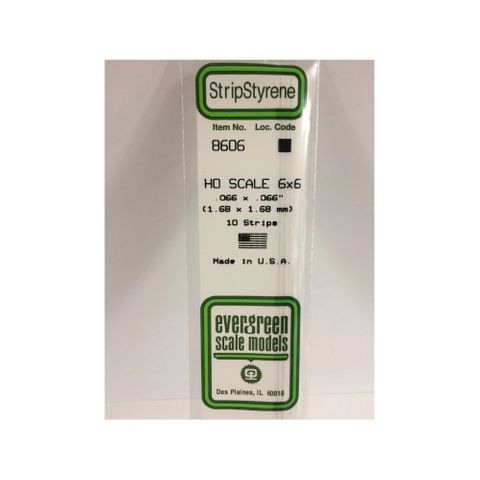 StripStyrene
Item No. Loc. Code
8606
HO SCALE 6x6
.066 x .066"
(1.68 x 1.68 mm)
10 Strips
Made in U.S.A.
evergreen
scale models
Des Plaines, IL 60018